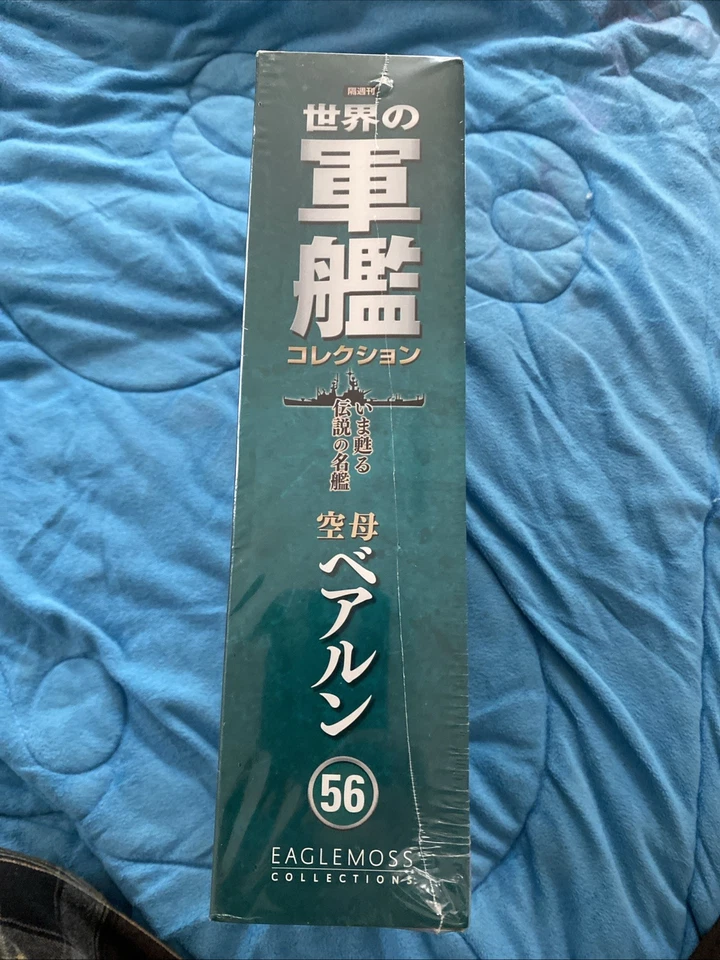 隔週刊
世界の
軍
艦
コレクション
いま甦る
伝説の名艦
空母
ベアルン
56
EAGLEMOSS
COLLECTIONS